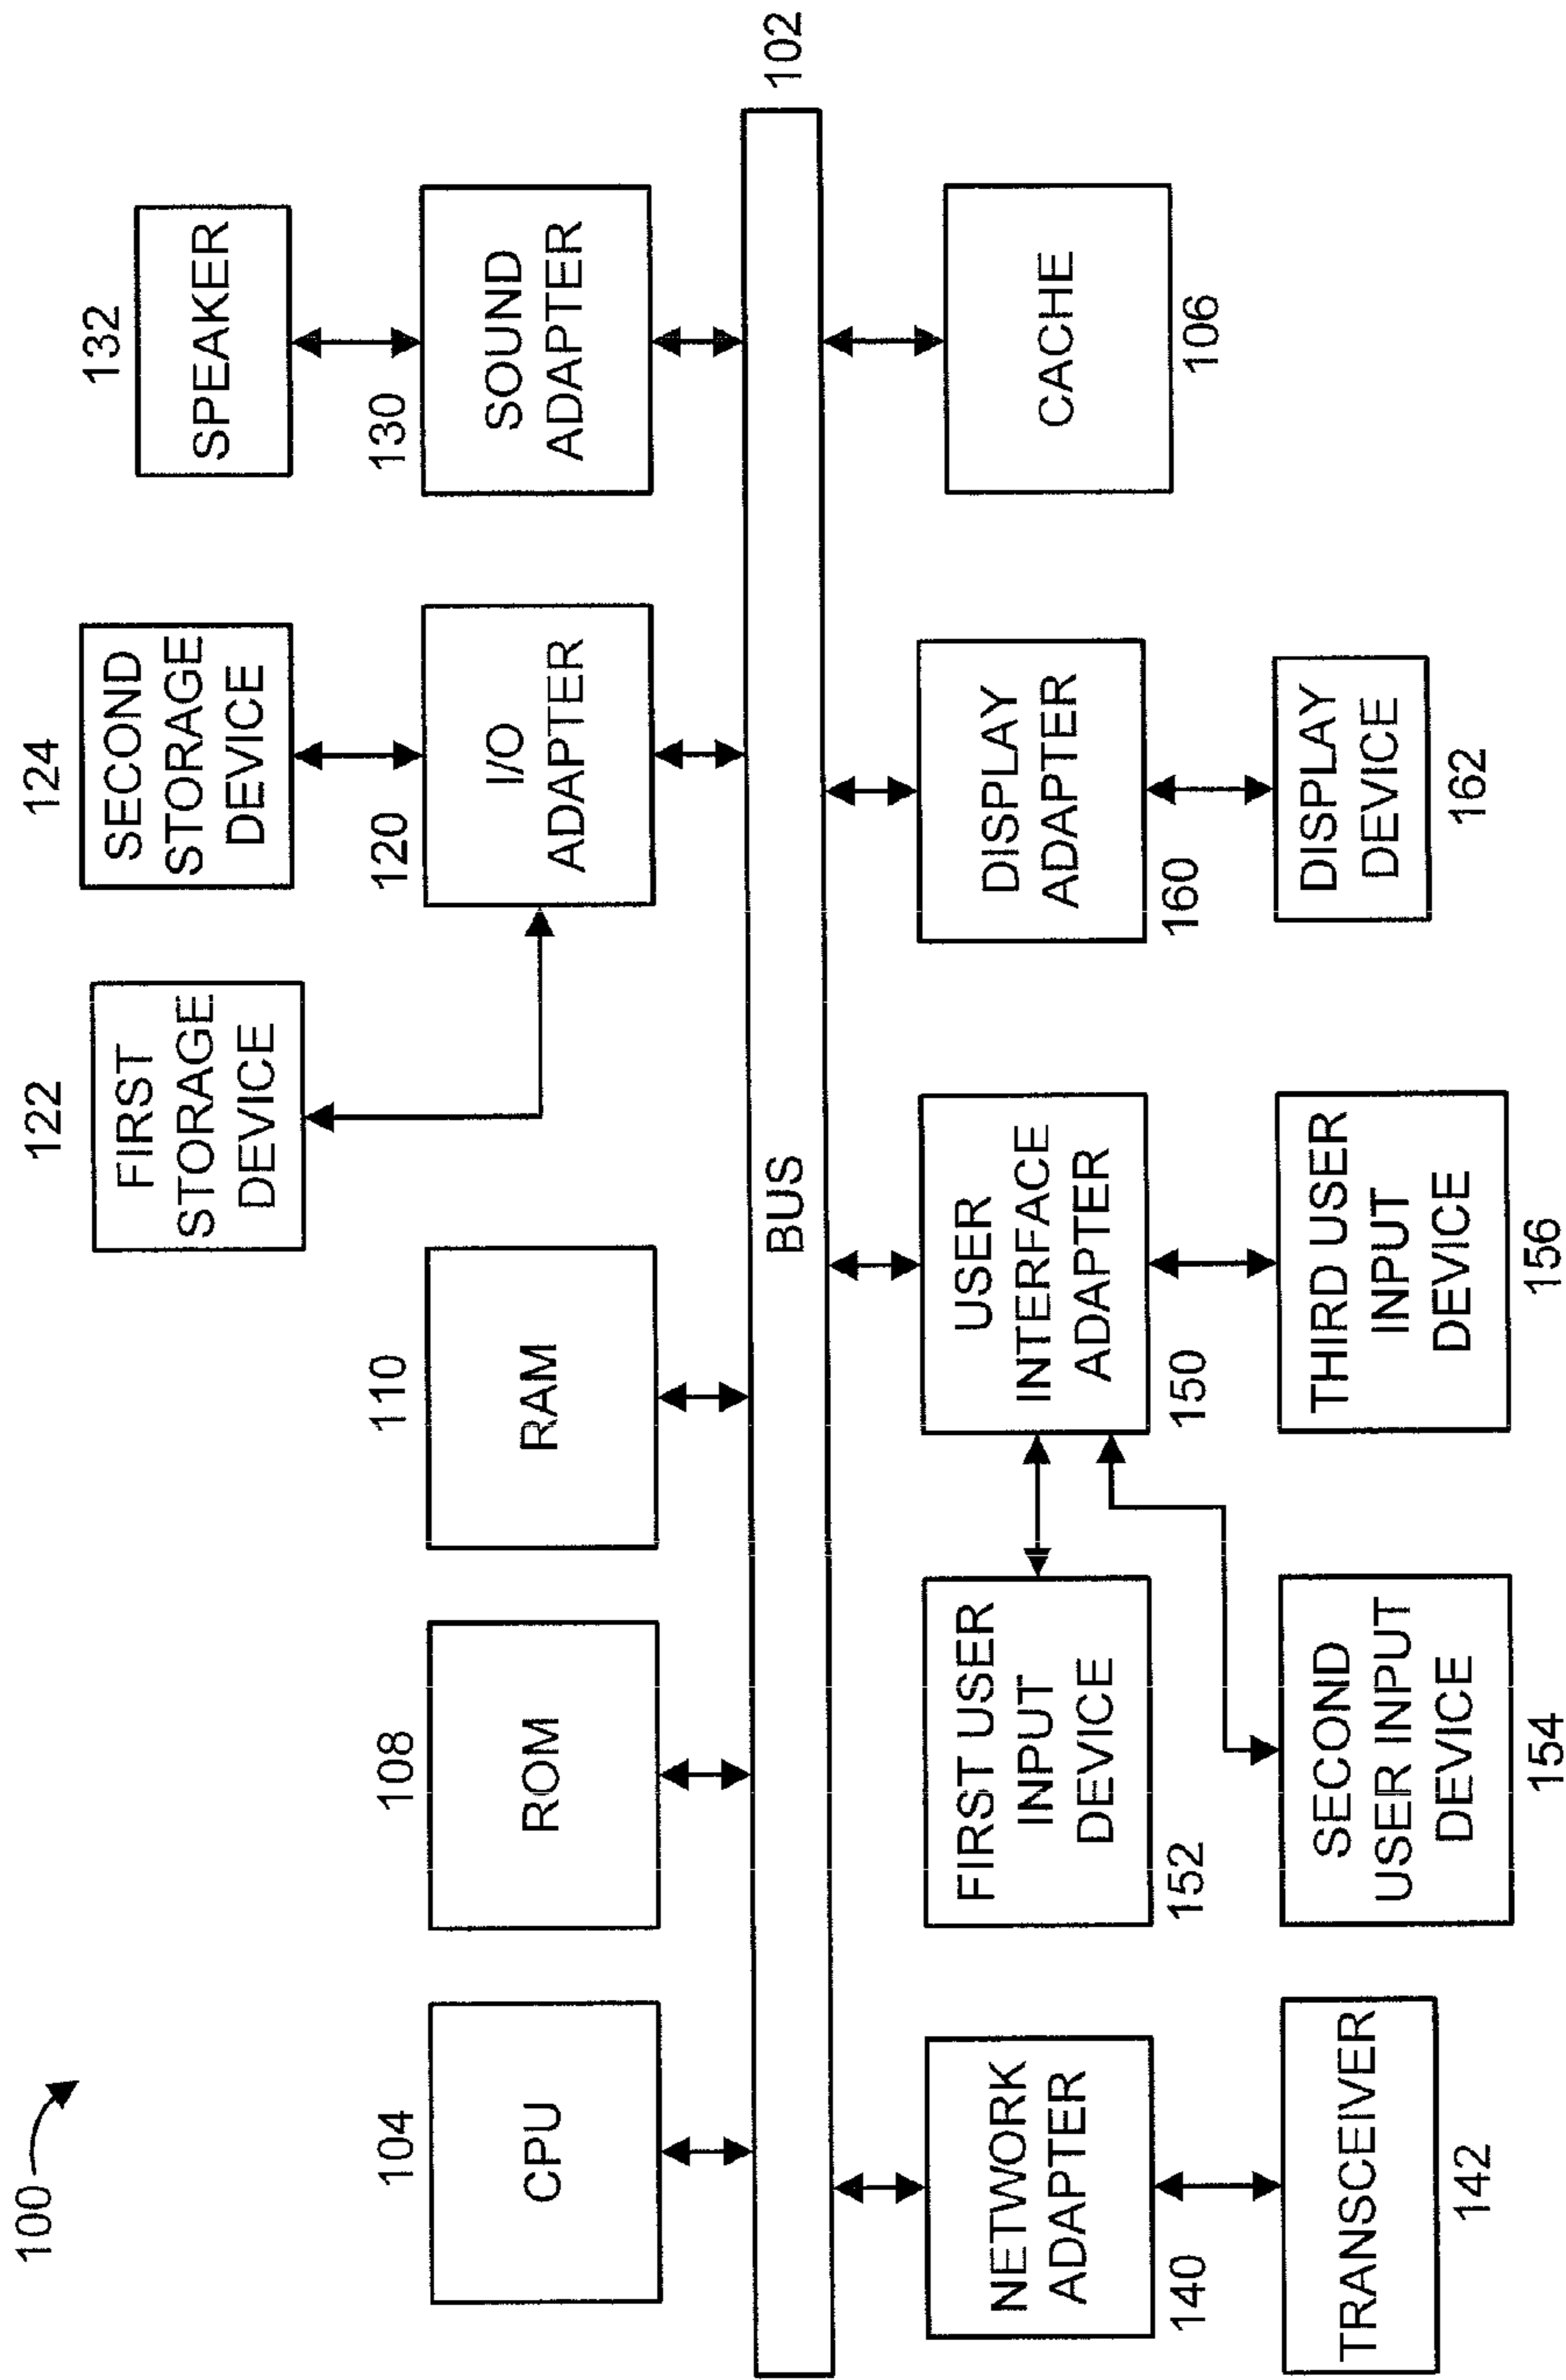 100
122
FIRST
STORAGE
DEVICE
124
SECOND
STORAGE
DEVICE
132
SPEAKER
104
CPU
108
ROM
110
RAM
120
I/O
ADAPTER
130
SOUND
ADAPTER
BUS
102
NETWORK
ADAPTER
140
TRANSCEIVER
142
FIRST USER
INPUT
DEVICE
152
SECOND
USER INPUT
DEVICE
154
USER
INTERFACE
ADAPTER
150
THIRD USER
INPUT
DEVICE
156
DISPLAY
ADAPTER
160
DISPLAY
DEVICE
162
CACHE
106